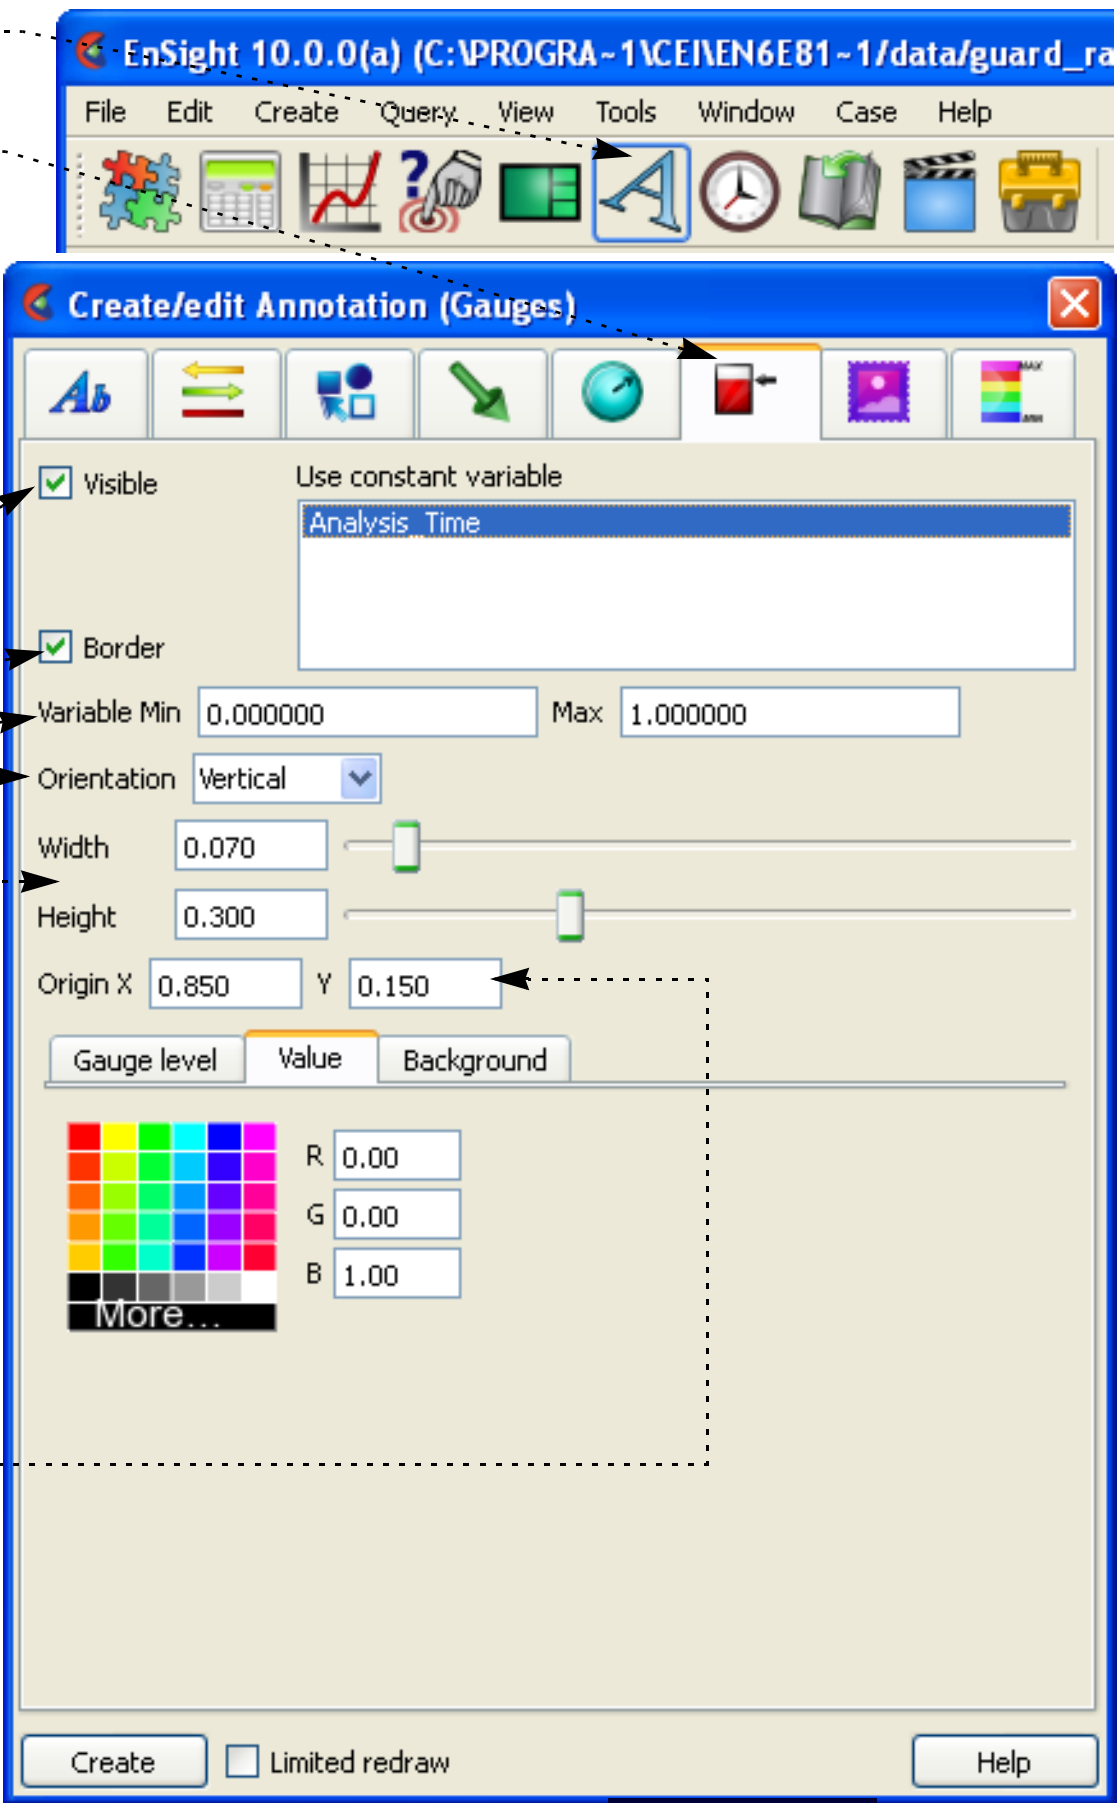 EnSight 10.0.0(a) (C:\PROGRA~1\CEI\EN6E81~1/data/guard_ra
File Edit Create Query View Tools Window Case Help
?
Create/edit Annotation (Gauges)
Ab
MAX
MIN
Visible
Use constant variable
Analysis_Time
Border
Variable Min 0.000000 Max 1.000000
Orientation Vertical
Width 0.070
Height 0.300
Origin X 0.850 Y 0.150
Gauge level Value Background
R 0.00
G 0.00
B 1.00
More...
Create Limited redraw Help